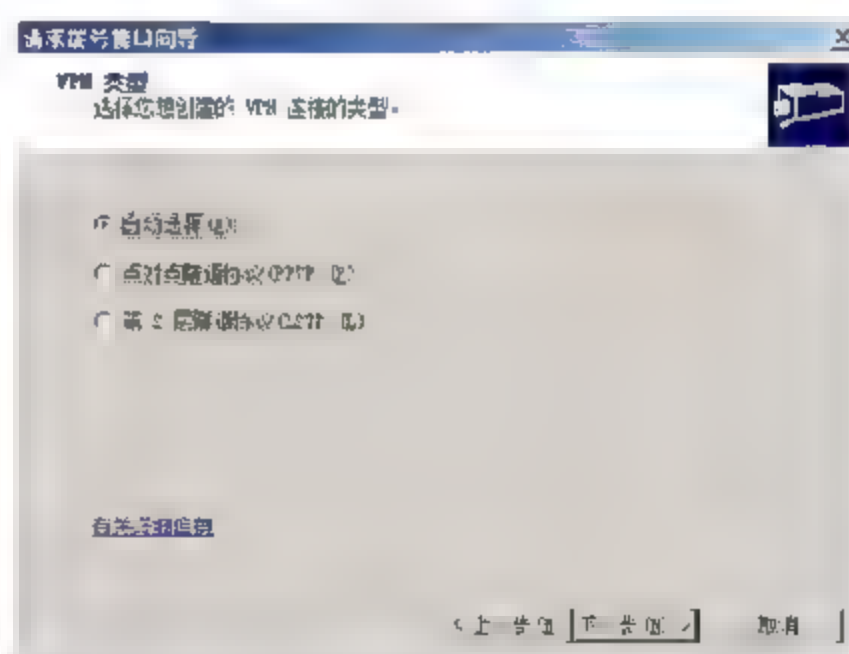 请求拨号接口向导
VPN 类型
选择您想创建的 VPN 连接的类型。
自动选择(A)
点对点隧道协议(PPTP)(P)
第 2 层隧道协议(L2TP)(L)
有关详细信息
< 上一步(B)
下一步(N) >
取消